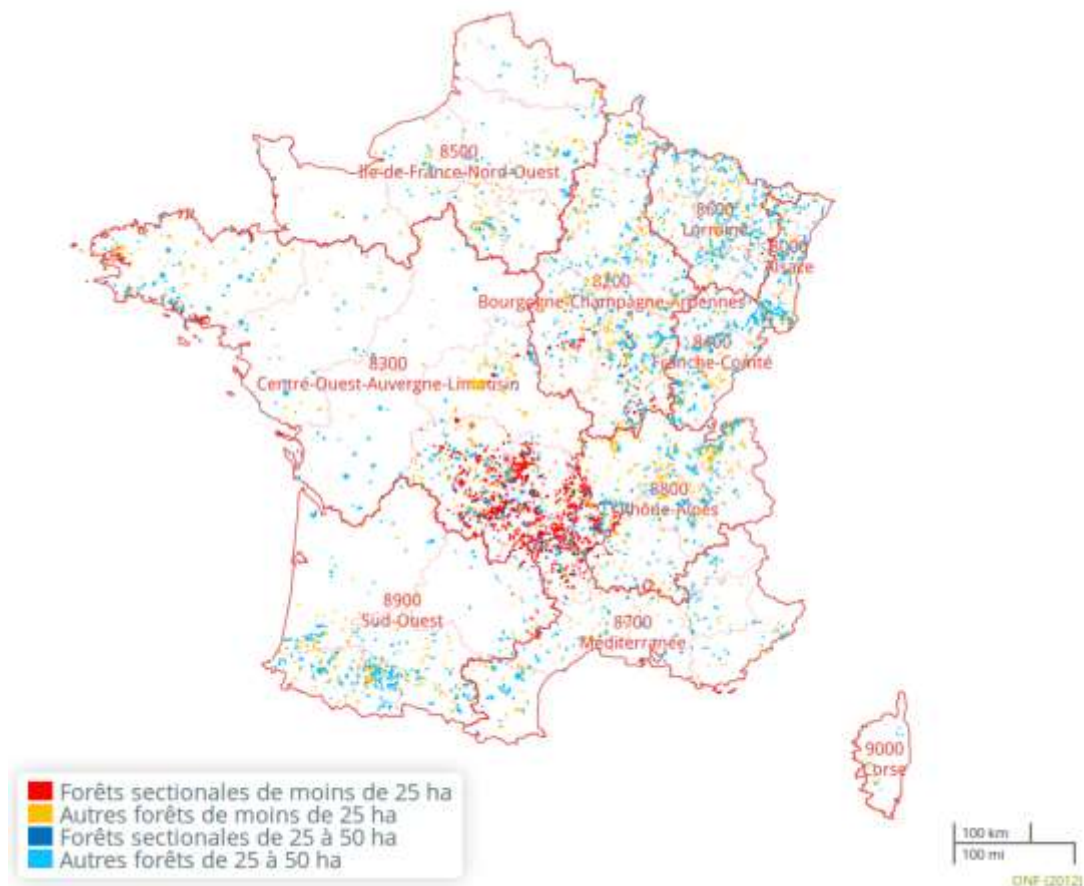 8500
Ile-de-France-Nord-Ouest
8600
Lorraine
8000
Alsace
8200
Bourgogne-Champagne-Ardennes
8400
Franche-Comté
8300
Centre-Ouest-Auvergne-Limousin
8800
Rhône-Alpes
8900
Sud-Ouest
8700
Méditerranée
9000
Corse
Forêts sectionales de moins de 25 ha
Autres forêts de moins de 25 ha
Forêts sectionales de 25 à 50 ha
Autres forêts de 25 à 50 ha
100 km
100 mi
ONF (2012)